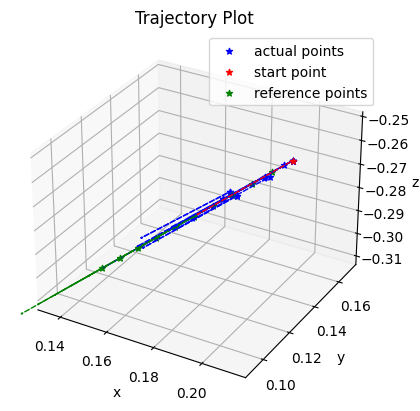 Trajectory Plot
actual points
start point
reference points
−0.25
−0.26
−0.27
−0.28
z
−0.29
−0.30
−0.31
0.16
0.14
y
0.12
0.10
0.14
0.16
0.18
0.20
x